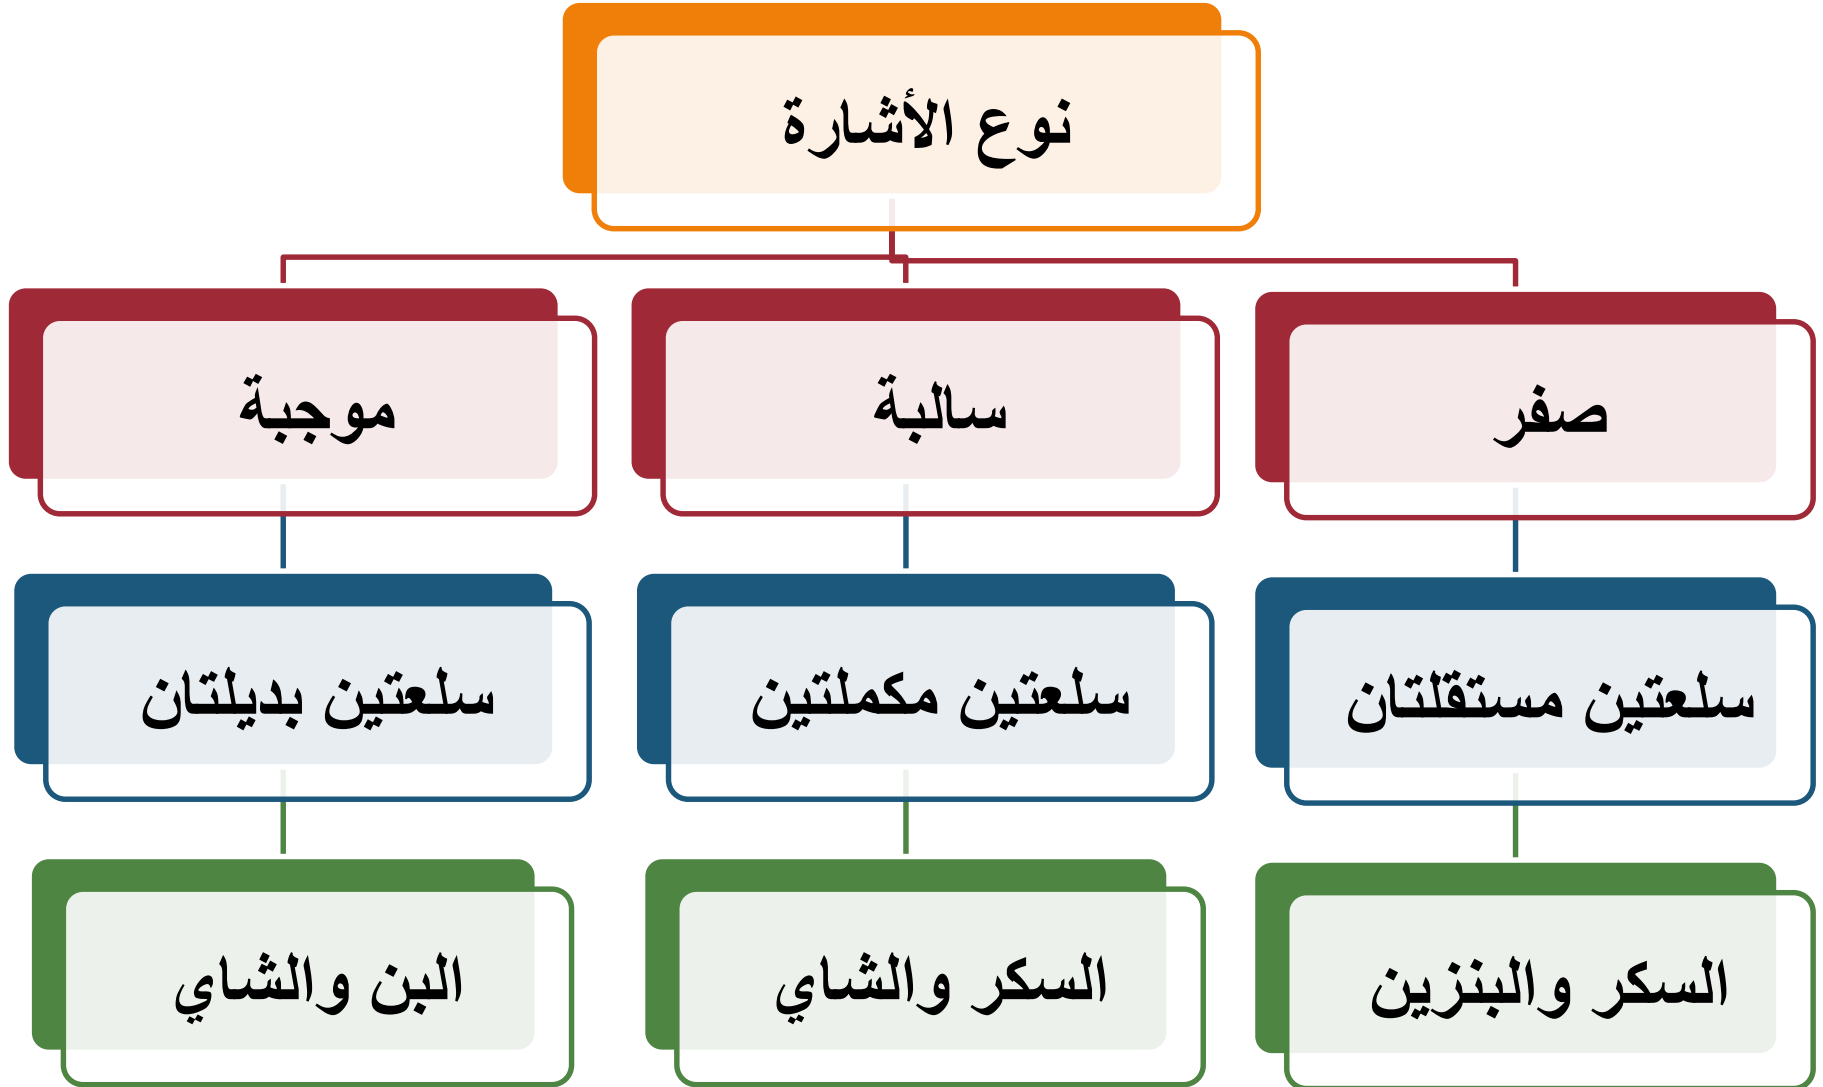 نوع الأشارة
صفر
سالبة
موجبة
سلعتين مستقلتان
سلعتين مكملتين
سلعتين بديلتان
السكر والبنزين
السكر والشاي
البن والشاي